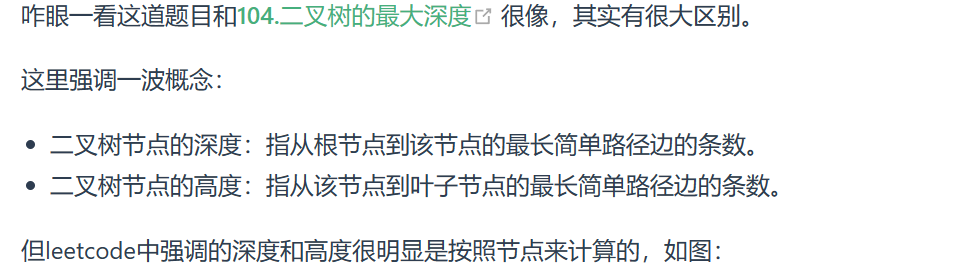 咋眼一看这道题目和104.二叉树的最大深度 很像，其实有很大区别。
这里强调一波概念：
• 二叉树节点的深度：指从根节点到该节点的最长简单路径边的条数。
• 二叉树节点的高度：指从该节点到叶子节点的最长简单路径边的条数。
但leetcode中强调的深度和高度很明显是按照节点来计算的，如图：